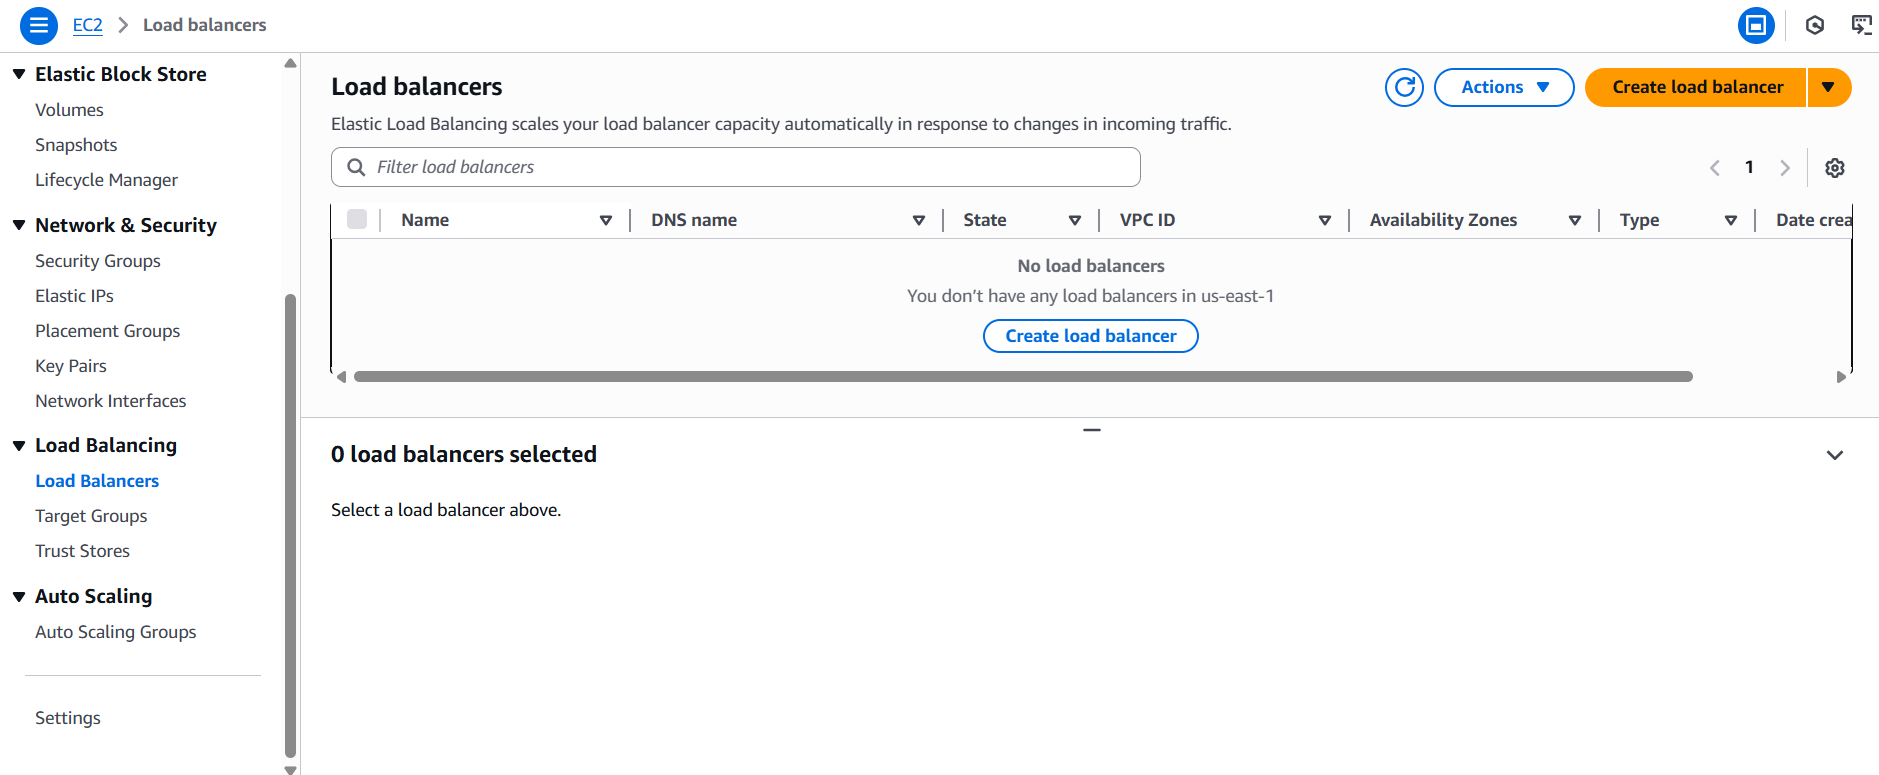 EC2 > Load balancers
Elastic Block Store
Volumes
Snapshots
Lifecycle Manager
Network & Security
Security Groups
Elastic IPs
Placement Groups
Key Pairs
Network Interfaces
Load Balancing
Load Balancers
Target Groups
Trust Stores
Auto Scaling
Auto Scaling Groups
Settings
Load balancers
Actions
Create load balancer
Elastic Load Balancing scales your load balancer capacity automatically in response to changes in incoming traffic.
Filter load balancers
1
Name DNS name State VPC ID Availability Zones Type Date crea
No load balancers
You don’t have any load balancers in us-east-1
Create load balancer
0 load balancers selected
Select a load balancer above.